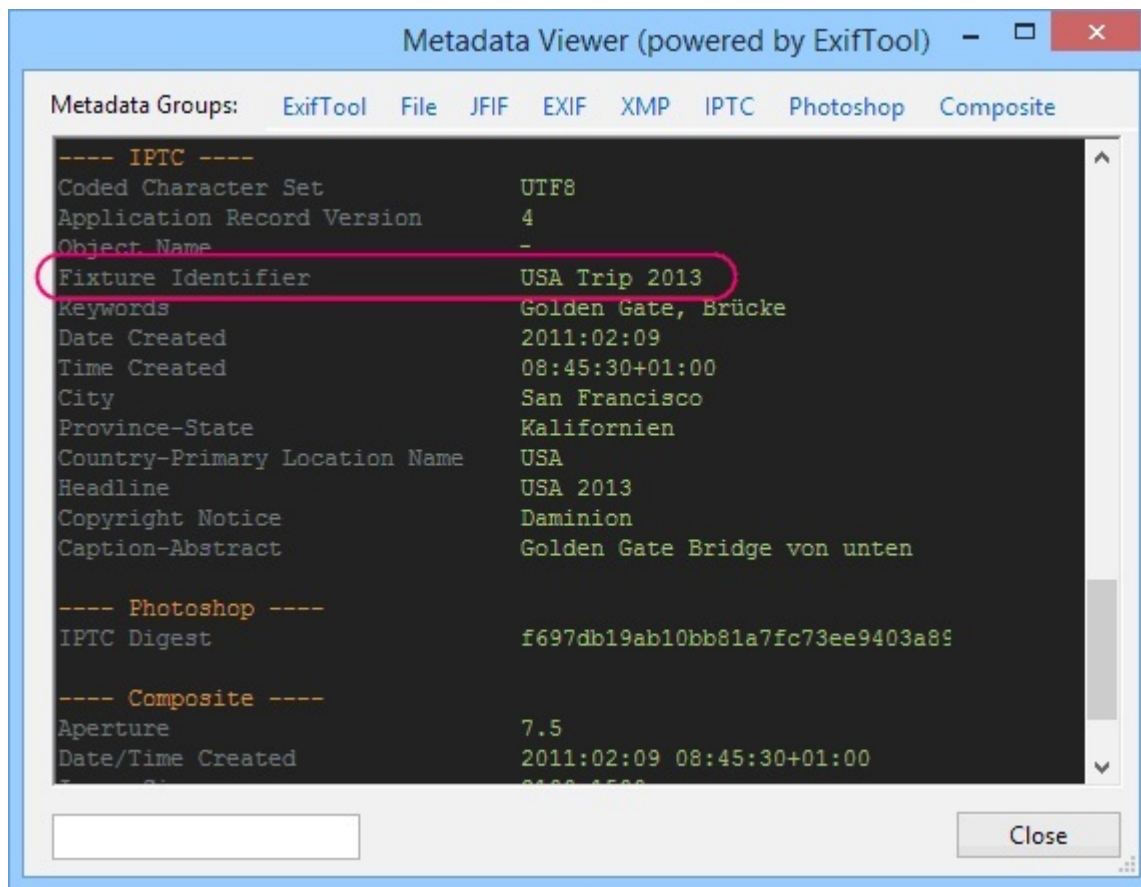 Metadata Viewer (powered by ExifTool)
Metadata Groups: ExifTool File JFIF EXIF XMP IPTC Photoshop Composite
---- IPTC ----
Coded Character Set UTF8
Application Record Version 4
Object Name -
Fixture Identifier USA Trip 2013
Keywords Golden Gate, Brücke
Date Created 2011:02:09
Time Created 08:45:30+01:00
City San Francisco
Province-State Kalifornien
Country-Primary Location Name USA
Headline USA 2013
Copyright Notice Daminion
Caption-Abstract Golden Gate Bridge von unten
---- Photoshop ----
IPTC Digest f697db19ab10bb81a7fc73ee9403a89
---- Composite ----
Aperture 7.5
Date/Time Created 2011:02:09 08:45:30+01:00
Close